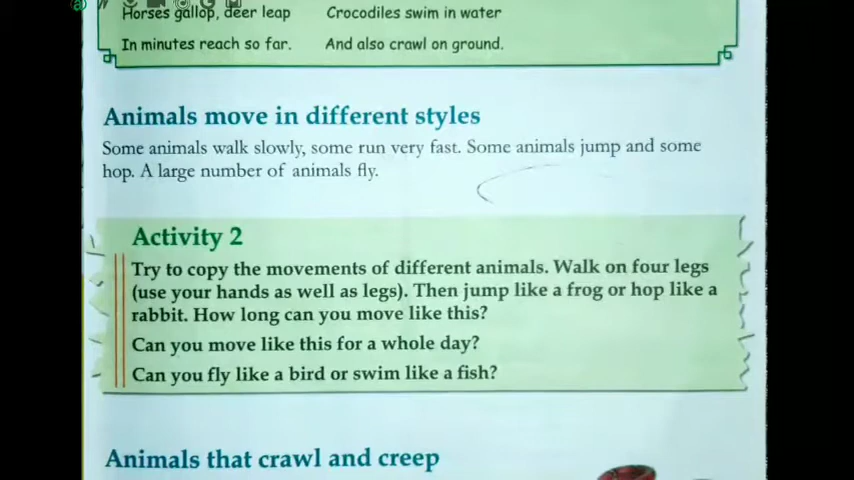 Horses gallop, deer leap
Crocodiles swim in water
In minutes reach so far.
And also crawl on ground.
Animals move in different styles
Some animals walk slowly, some run very fast. Some animals jump and some
hop. A large number of animals fly.
Activity 2
Try to copy the movements of different animals. Walk on four legs
(use your hands as well as legs). Then jump like a frog or hop like a
rabbit. How long can you move like this?
Can you move like this for a whole day?
Can you fly like a bird or swim like a fish?
Animals that crawl and creep